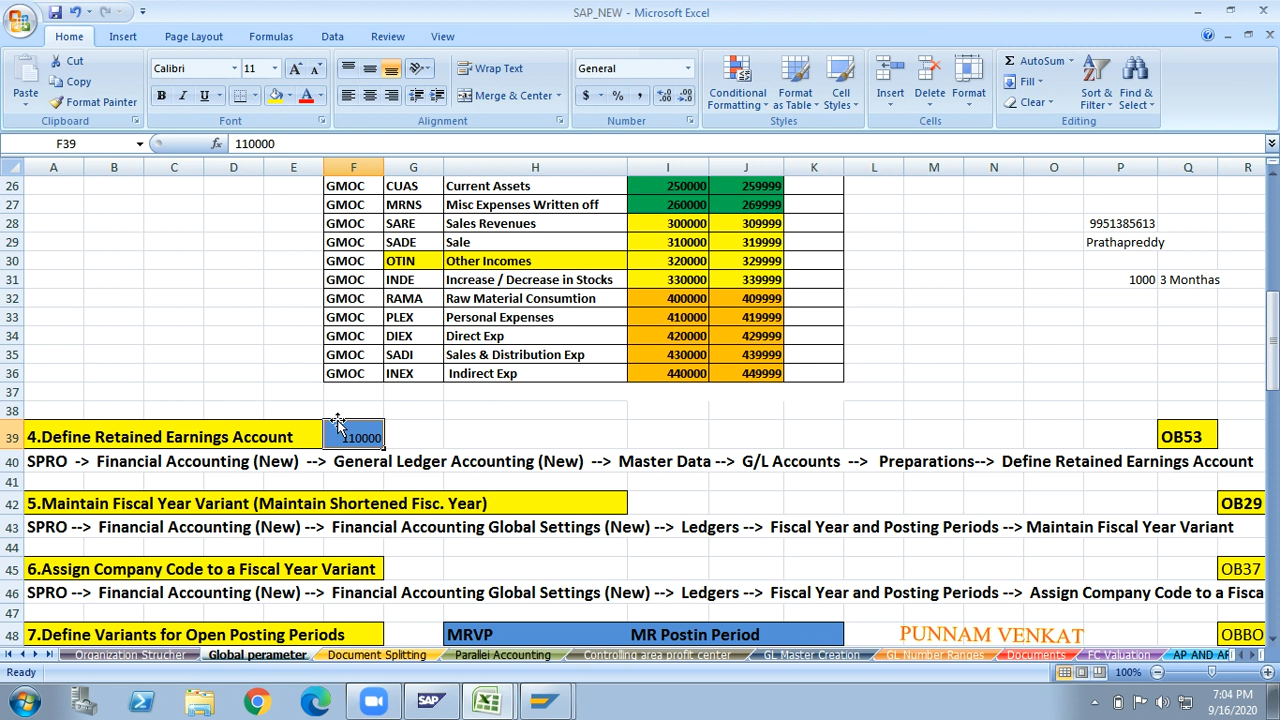 SAP_NEW - Microsoft Excel
Home Insert Page Layout Formulas Data Review View
Cut
Copy
Format Painter
Paste
Clipboard
Calibri 11
B I U A
Font
Wrap Text
Merge & Center
Alignment
General
$ % ,
Number
Conditional Formatting
Format as Table
Cell Styles
Styles
Insert Delete Format
Cells
Σ AutoSum
Fill
Clear
Sort & Filter
Find & Select
Editing
F39 fx 110000
A B C D E F G H I J K L M N O P Q R
26 GMOC CUAS Current Assets 250000 259999
27 GMOC MRNS Misc Expenses Written off 260000 269999
28 GMOC SARE Sales Revenues 300000 309999 9951385613
29 GMOC SADE Sale 310000 319999 Prathapreddy
30 GMOC OTIN Other Incomes 320000 329999
31 GMOC INDE Increase / Decrease in Stocks 330000 339999 1000 3 Monthas
32 GMOC RAMA Raw Material Consumtion 400000 409999
33 GMOC PLEX Personal Expenses 410000 419999
34 GMOC DIEX Direct Exp 420000 429999
35 GMOC SADI Sales & Distribution Exp 430000 439999
36 GMOC INEX Indirect Exp 440000 449999
37
38
39 4.Define Retained Earnings Account 110000 OB53
40 SPRO -> Financial Accounting (New) --> General Ledger Accounting (New) --> Master Data --> G/L Accounts --> Preparations--> Define Retained Earnings Account
41
42 5.Maintain Fiscal Year Variant (Maintain Shortened Fisc. Year) OB29
43 SPRO --> Financial Accounting (New) --> Financial Accounting Global Settings (New) --> Ledgers --> Fiscal Year and Posting Periods --> Maintain Fiscal Year Variant
44
45 6.Assign Company Code to a Fiscal Year Variant OB37
46 SPRO --> Financial Accounting (New) --> Financial Accounting Global Settings (New) --> Ledgers --> Fiscal Year and Posting Periods --> Assign Company Code to a Fisca
47
48 7.Define Variants for Open Posting Periods MRVP MR Postin Period PUNNAM VENKAT OBBO
Organization Strucher Global perameter Document Splitting Parallel Accounting Controlling area profit center GL Master Creation GL Number Ranges Documents FC Valuation AP AND AR
Ready 100%
SAP
7:04 PM
9/16/2020